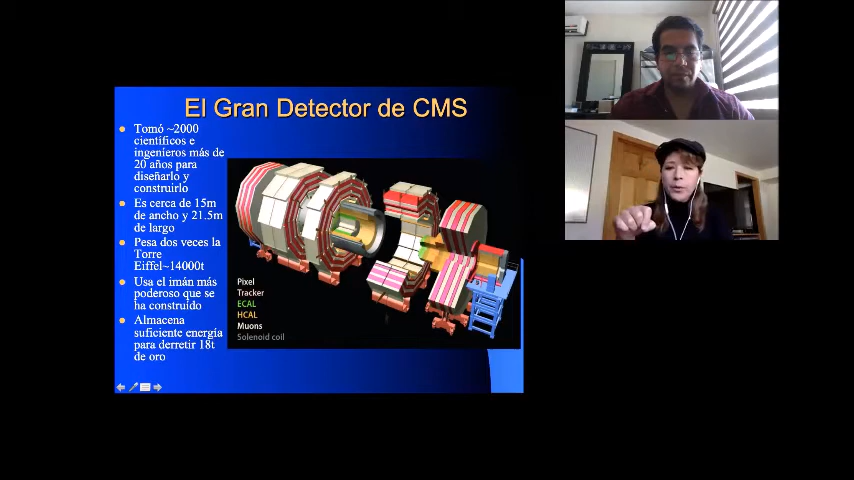 El Gran Detector de CMS
Tomó ~2000
científicos e
ingenieros más de
20 años para
diseñarlo y
construirlo
Es cerca de 15m
de ancho y 21.5m
de largo
Pesa dos veces la
Torre
Eiffel~14000t
Usa el imán más
poderoso que se
ha construido
Almacena
suficiente energía
para derretir 18t
de oro
Pixel
Tracker
ECAL
HCAL
Muons
Solenoid coil